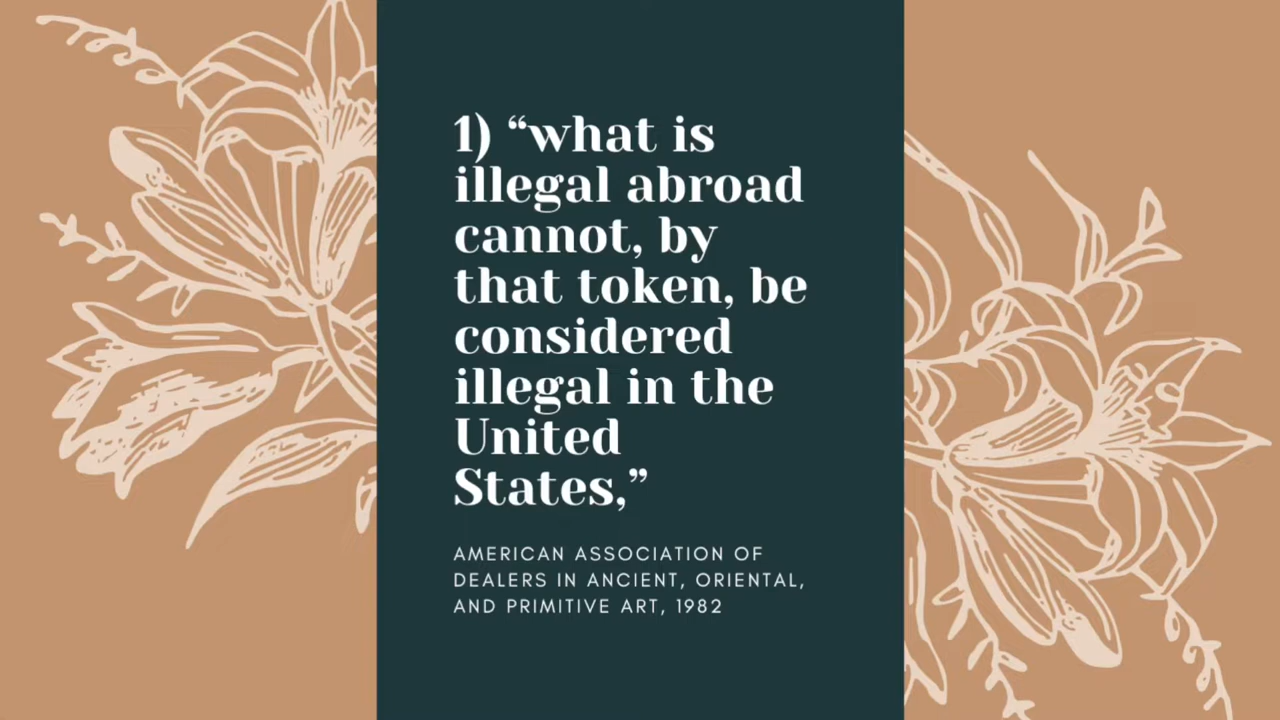 1) “what is
illegal abroad
cannot, by
that token, be
considered
illegal in the
United
States,”
AMERICAN ASSOCIATION OF
DEALERS IN ANCIENT, ORIENTAL,
AND PRIMITIVE ART, 1982